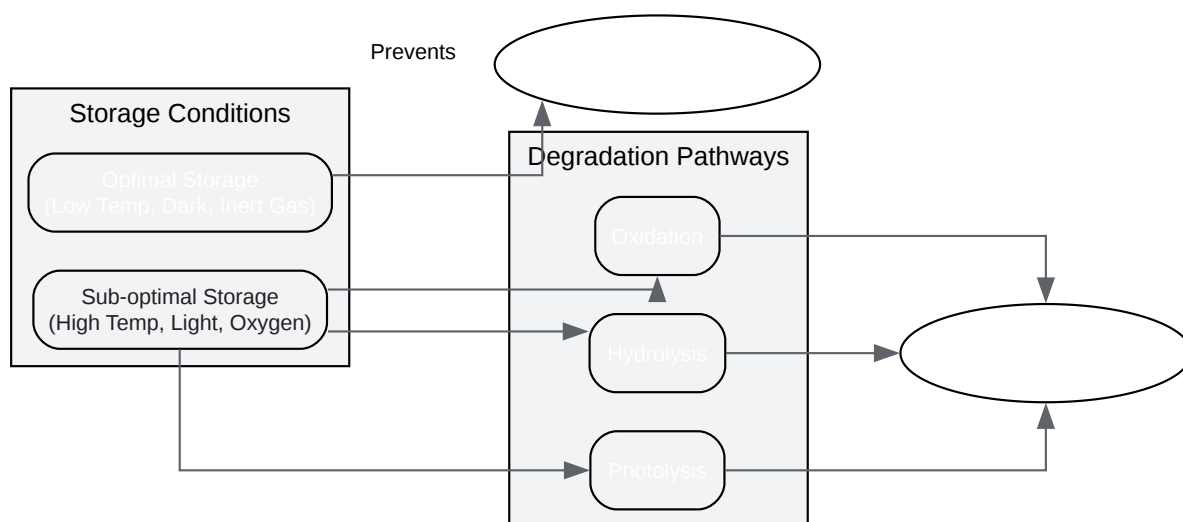 Prevents
Storage Conditions
Optimal Storage
(Low Temp, Dark, Inert Gas)
Sub-optimal Storage
(High Temp, Light, Oxygen)
Degradation Pathways
Oxidation
Hydrolysis
Photolysis